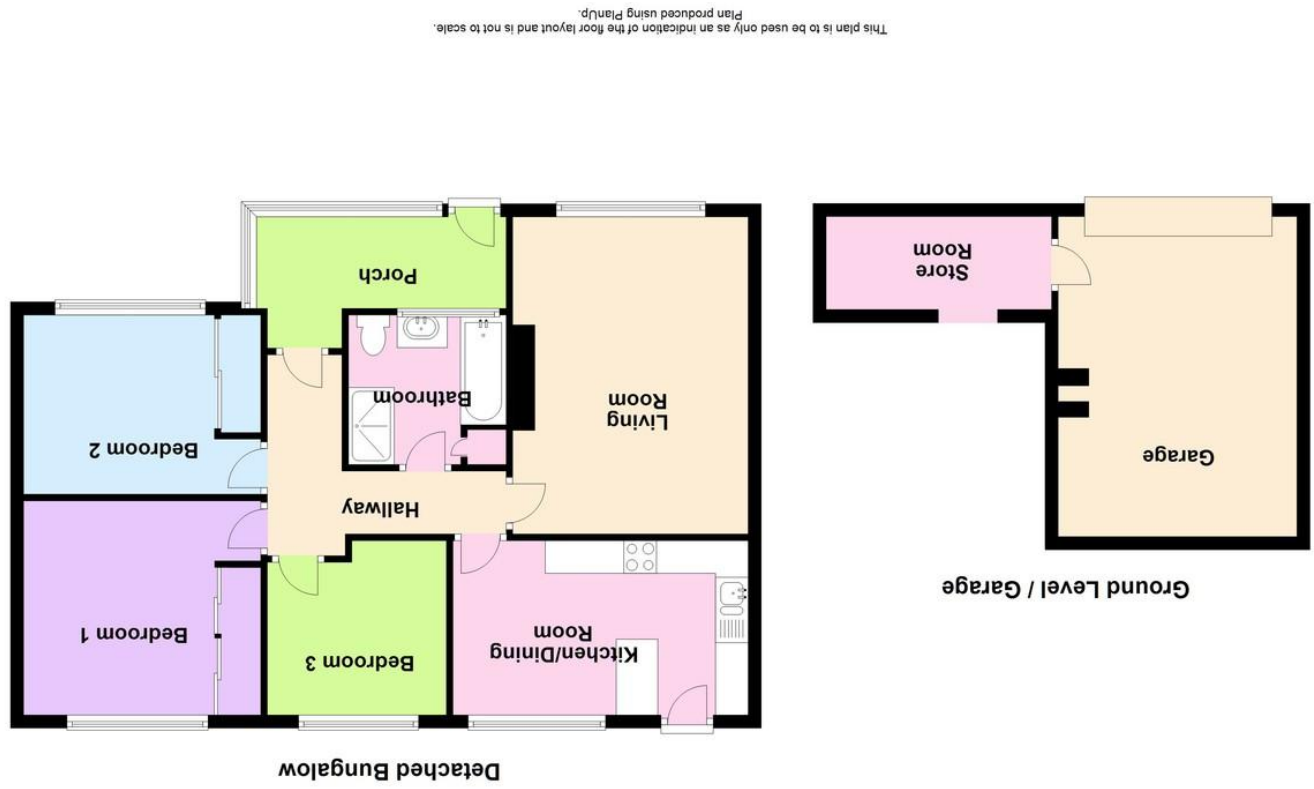 Ground Level / Garage
Garage
Store
Room
Detached Bungalow
Kitchen/Dining
Room
Bedroom 3
Bedroom 1
Hallway
Bedroom 2
Living
Room
Bathroom
Porch
This plan is to be used only as an indication of the floor layout and is not to scale.
Plan produced using PlanUp.